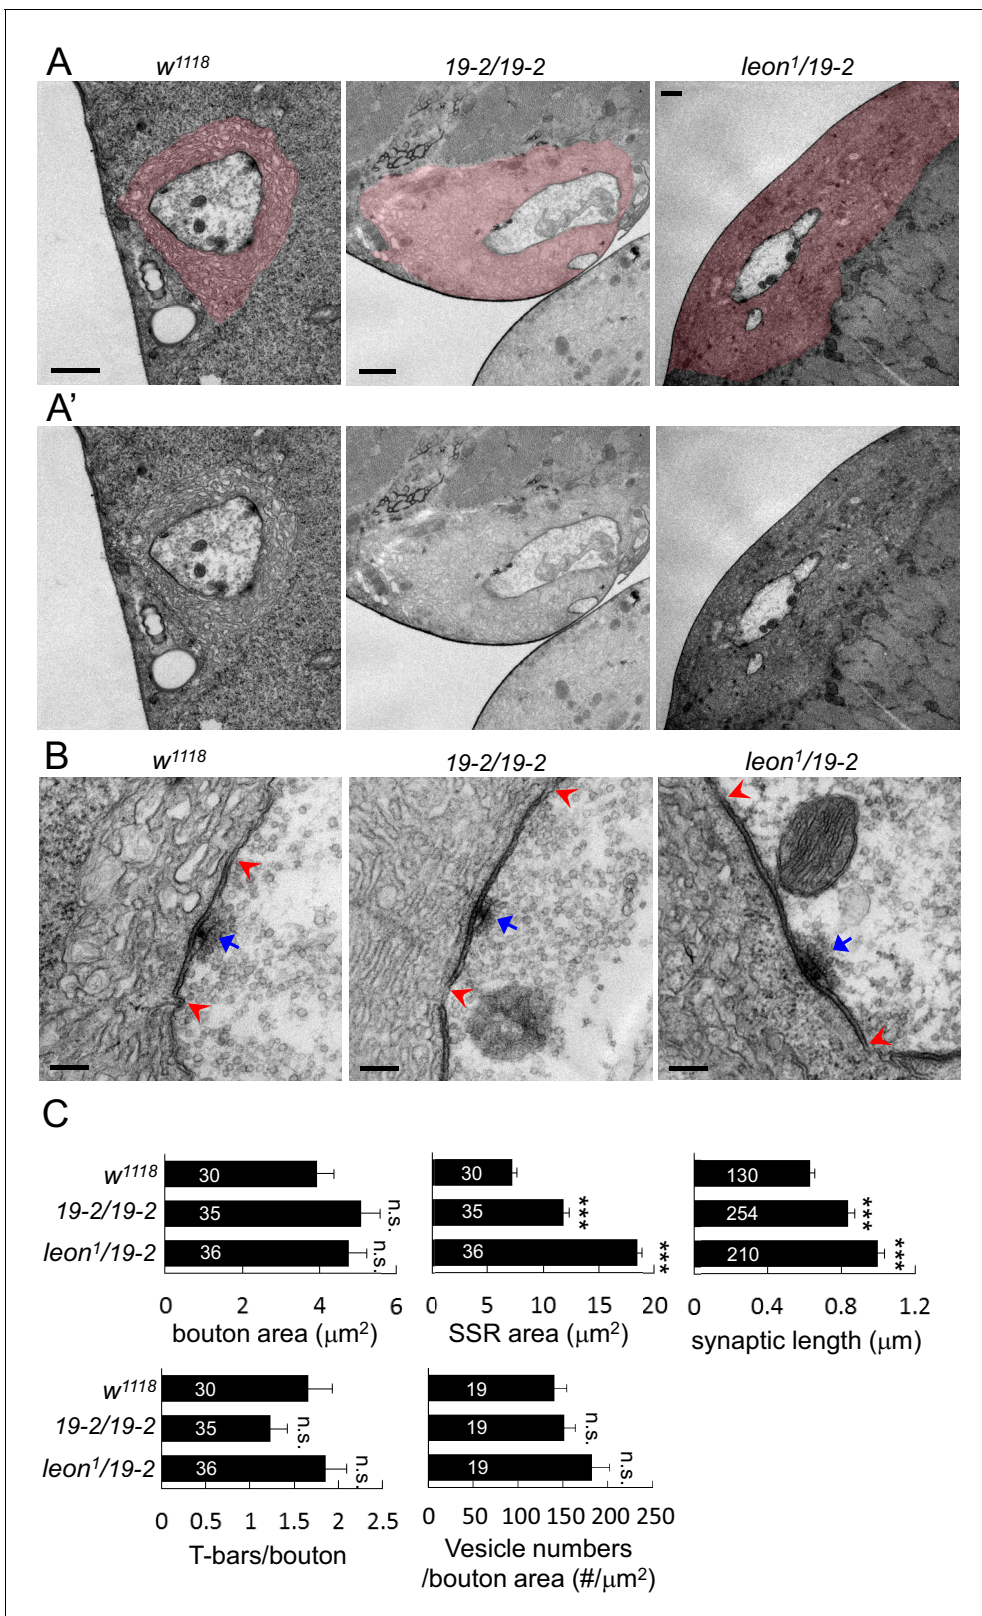 A
w¹¹¹⁸ 19-2/19-2 leon¹/19-2
A'
B
w¹¹¹⁸ 19-2/19-2 leon¹/19-2
C
w¹¹¹⁸ 30 30 130
19-2/19-2 35 n.s. 35 *** 254 ***
leon¹/19-2 36 n.s. 36 *** 210 ***
0 2 4 6 0 5 10 15 20 0 0.4 0.8 1.2
bouton area (μm²) SSR area (μm²) synaptic length (μm)
w¹¹¹⁸ 30 19
19-2/19-2 35 n.s. 19 n.s.
leon¹/19-2 36 n.s. 19 n.s.
0 0.5 1 1.5 2 2.5 0 50 100 150 200 250
T-bars/bouton Vesicle numbers
/bouton area (#/μm²)